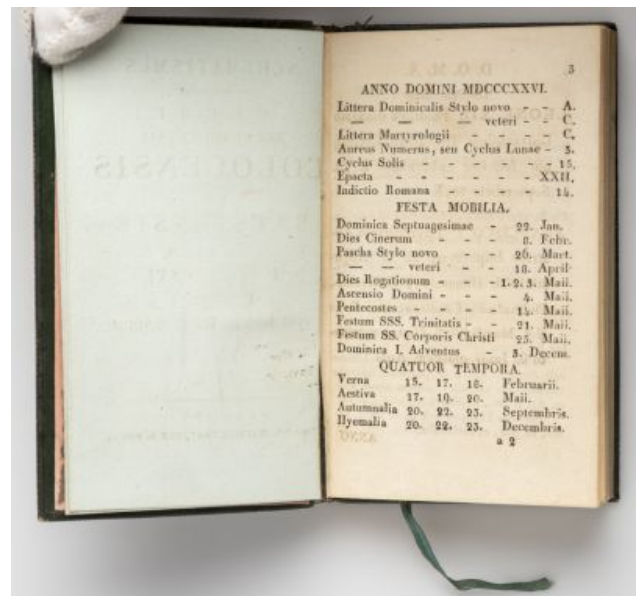 3
ANNO DOMINI MDCCCXXVI.
Littera Dominicalis Stylo novo - - A.
— — — veteri - - C.
Littera Martyrologii - - - - C.
Aureus Numerus, seu Cyclus Lunae - 3.
Cyclus Solis - - - - - - 15.
Epacta - - - - - - XXII.
Indictio Romana - - - - - 14.
FESTA MOBILIA.
Dominica Septuagesimae - 22. Jan.
Dies Cinerum - - - 8. Febr.
Pascha Stylo novo - - 26. Mart.
— — veteri - - 18. April.
Dies Rogationum - - - 1. 2. 3. Maii.
Ascensio Domini - - - 4. Maii.
Pentecostes - - - - 14. Maii.
Festum SSS. Trinitatis - - 21. Maii.
Festum SS. Corporis Christi 25. Maii.
Dominica I. Adventus - 3. Decem.
QUATUOR TEMPORA.
Verna 15. 17. 18. Februarii.
Aestiva 17. 19. 20. Maii.
Autumnalia 20. 22. 23. Septembris.
Hyemalia 20. 22. 23. Decembris.
a 2